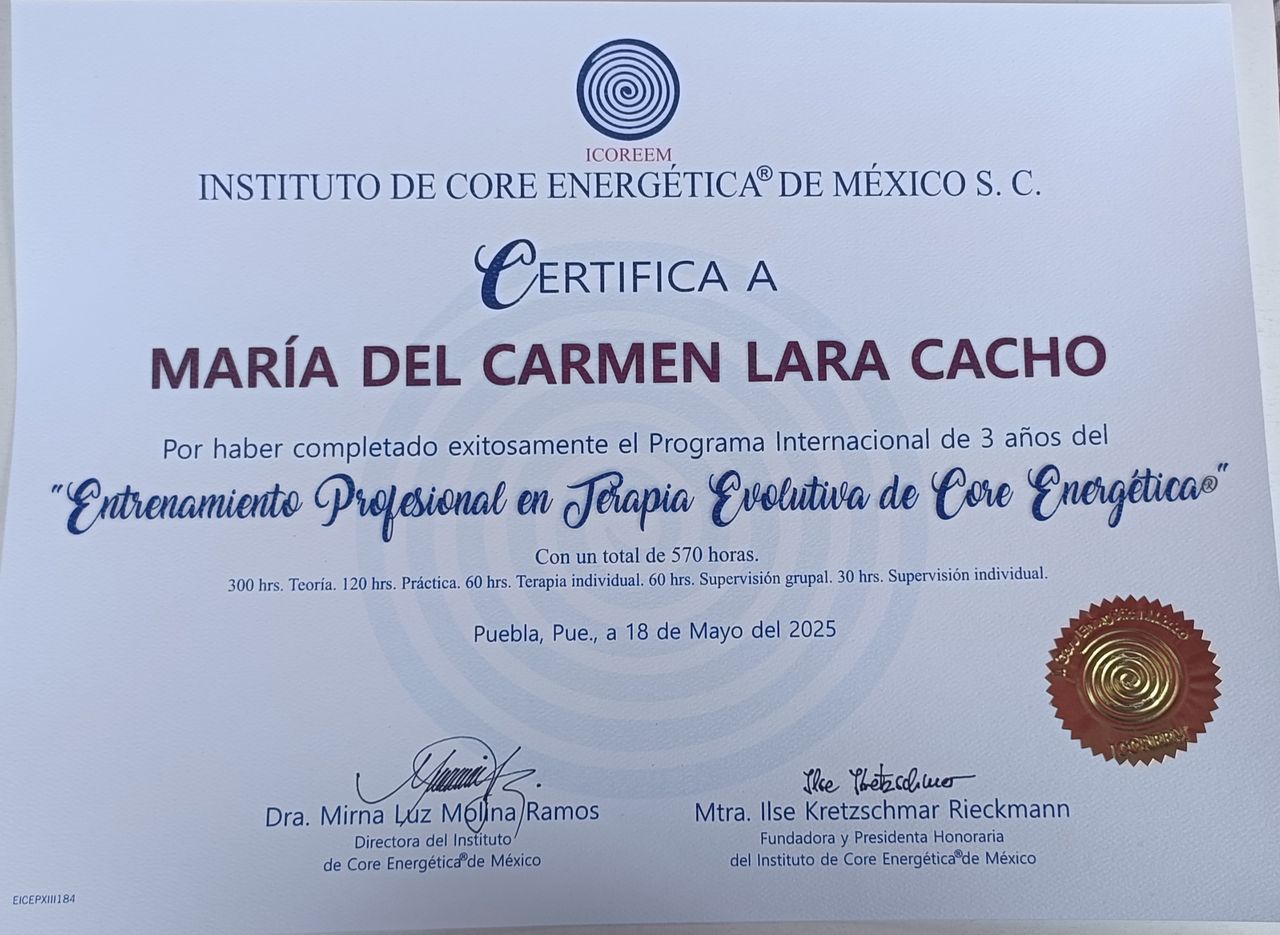 ICOREEM
INSTITUTO DE CORE ENERGÉTICA® DE MÉXICO S. C.
CERTIFICA A
MARÍA DEL CARMEN LARA CACHO
Por haber completado exitosamente el Programa Internacional de 3 años del
"Entrenamiento Profesional en Terapia Evolutiva de Core Energética®"
Con un total de 570 horas.
300 hrs. Teoría. 120 hrs. Práctica. 60 hrs. Terapia individual. 60 hrs. Supervisión grupal. 30 hrs. Supervisión individual.
Puebla, Pue., a 18 de Mayo del 2025
ICOREEM
Ilse Kretzschmar
Dra. Mirna Luz Molina Ramos
Directora del Instituto
de Core Energética® de México
Mtra. Ilse Kretzschmar Rieckmann
Fundadora y Presidenta Honoraria
del Instituto de Core Energética® de México
EICEPXIII184